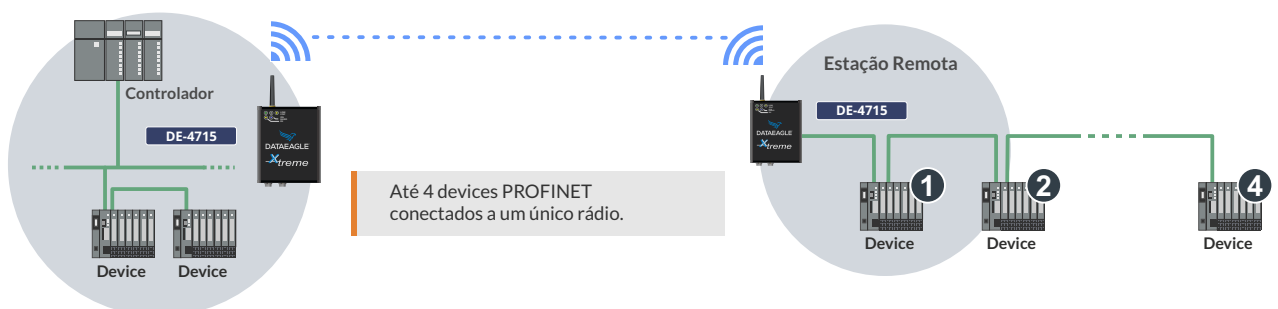 Controlador
DE-4715
DATAEAGLE
Xtreme
Device
Device
Até 4 devices PROFINET
conectados a um único rádio.
Estação Remota
DE-4715
DATAEAGLE
Xtreme
1
2
4
Device
Device
Device